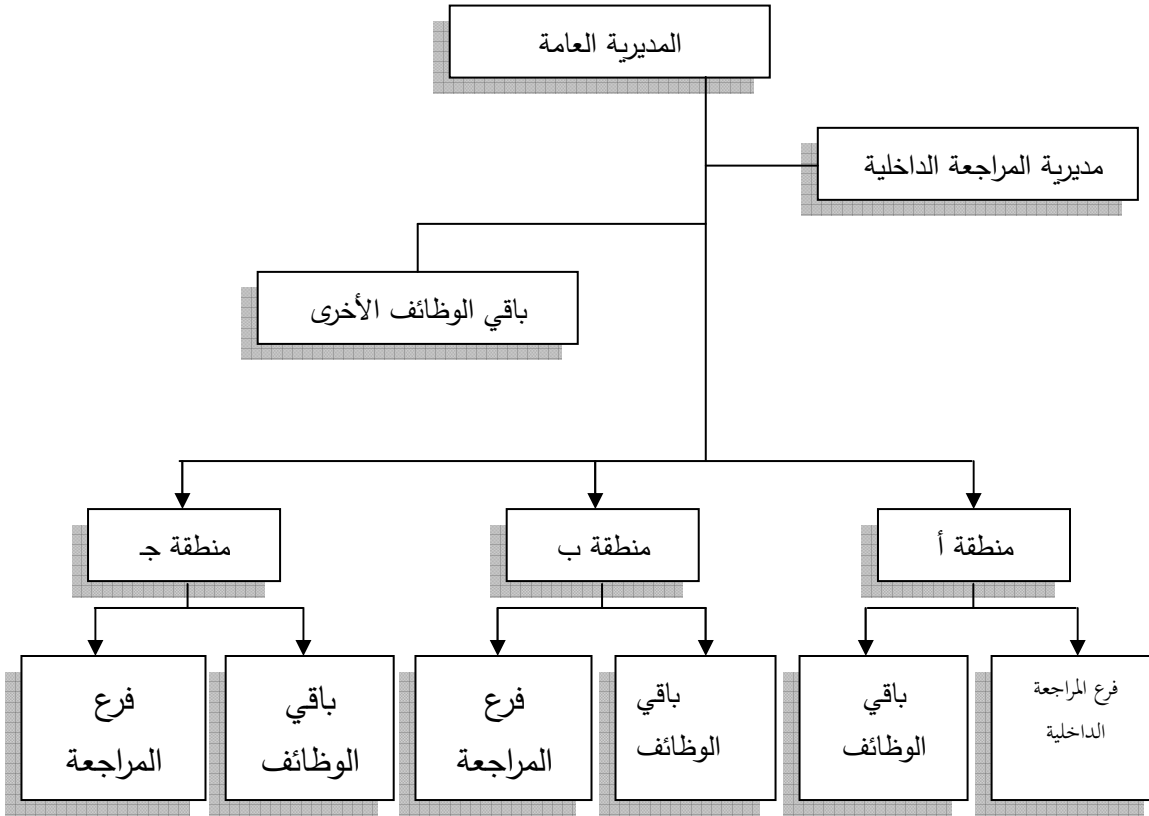 المديرية العامة
مديرية المراجعة الداخلية
باقي الوظائف الأخرى
منطقة أ
منطقة ب
منطقة جـ
فرع المراجعة
الداخلية
باقي
الوظائف
باقي
الوظائف
فرع
المراجعة
باقي
الوظائف
فرع
المراجعة